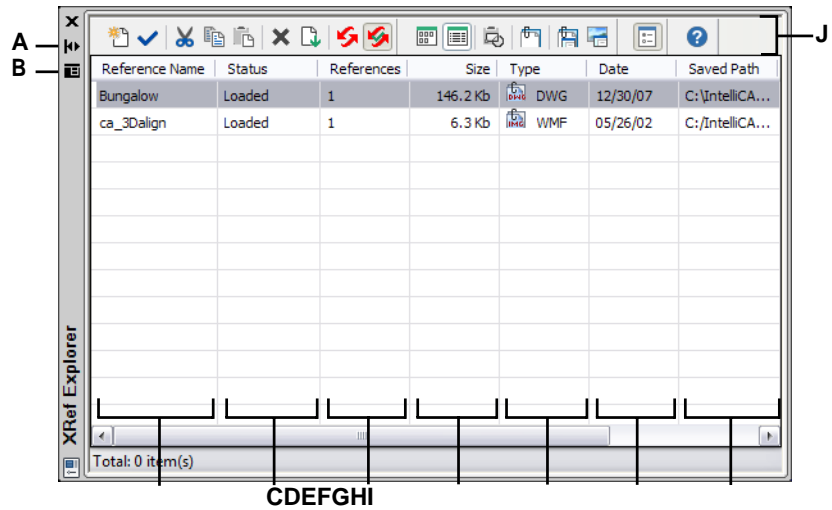 A
B
J
Reference Name Status References Size Type Date Saved Path
Bungalow Loaded 1 146.2 Kb DWG 12/30/07 C:\IntelliCA...
ca_3Dalign Loaded 1 6.3 Kb WMF 05/26/02 C:/IntelliCA...
XRef Explorer
Total: 0 item(s)
CDEFGHI